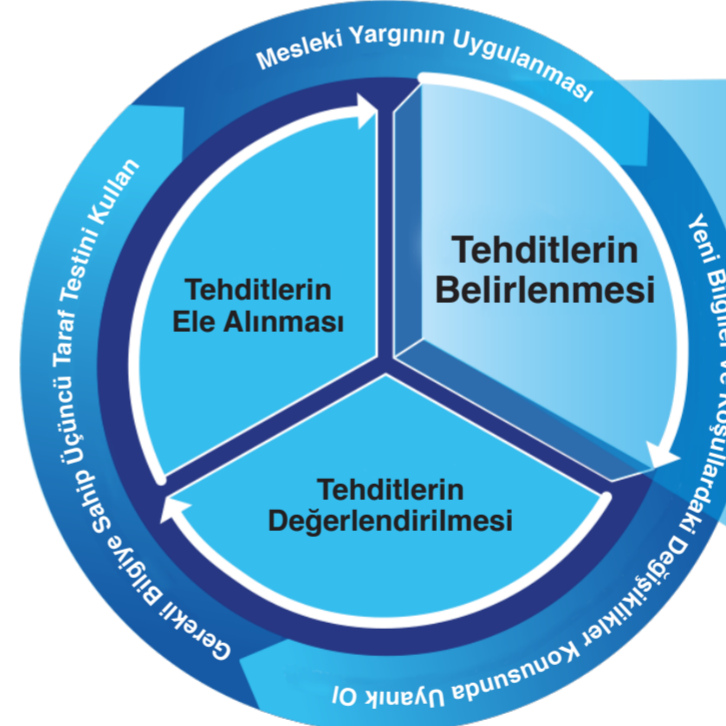 Mesleki Yargının Uygulanması
Yeni Bilgiler ve Koşullardaki Değişiklikler Konusunda Uyanık Ol
Gerekli Bilgiye Sahip Üçüncü Taraf Testini Kullan
Tehditlerin
Belirlenmesi
Tehditlerin
Değerlendirilmesi
Tehditlerin
Ele Alınması